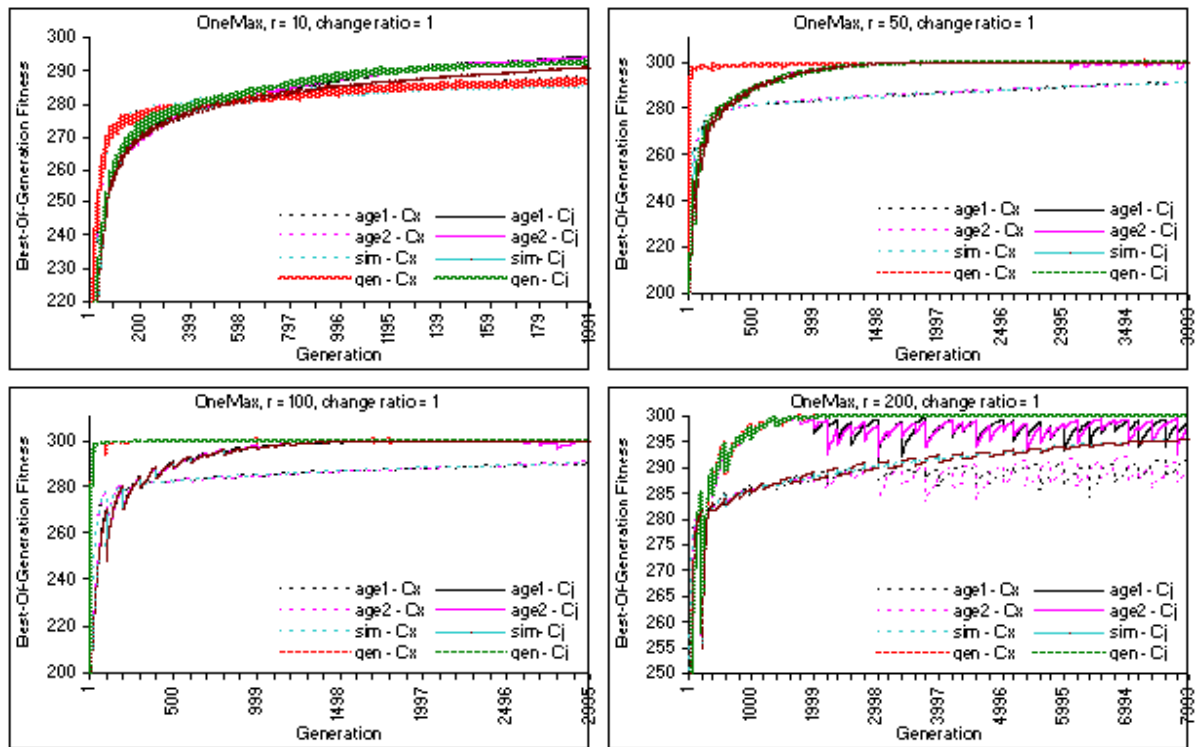 OneMax, r = 10, change ratio = 1
Best-Of-Generation Fitness
300
290
280
270
260
250
240
230
220
age1 - Cx
age1 - Cj
age2 - Cx
age2 - Cj
sim - Cx
sim- Cj
gen - Cx
gen - Cj
1 200 399 598 797 996 1195 139 159 179 1991
Generation
OneMax, r = 50, change ratio = 1
Best-Of-Generation Fitness
300
280
260
240
220
200
age1 - Cx
age1 - Cj
age2 - Cx
age2 - Cj
sim - Cx
sim- Cj
gen - Cx
gen - Cj
1 500 999 1498 1997 2496 2995 3494
Generation
OneMax, r = 100, change ratio = 1
Best-Of-Generation Fitness
300
280
260
240
220
200
age1 - Cx
age1 - Cj
age2 - Cx
age2 - Cj
sim - Cx
sim- Cj
gen - Cx
gen - Cj
1 500 999 1498 1997 2496 2995
Generation
OneMax, r = 200, change ratio = 1
Best-Of-Generation Fitness
300
295
290
285
280
275
270
265
260
255
250
age1 - Cx
age1 - Cj
age2 - Cx
age2 - Cj
sim - Cx
sim- Cj
gen - Cx
gen - Cj
1 1000 1999 2998 3997 4996 5995 6994
Generation